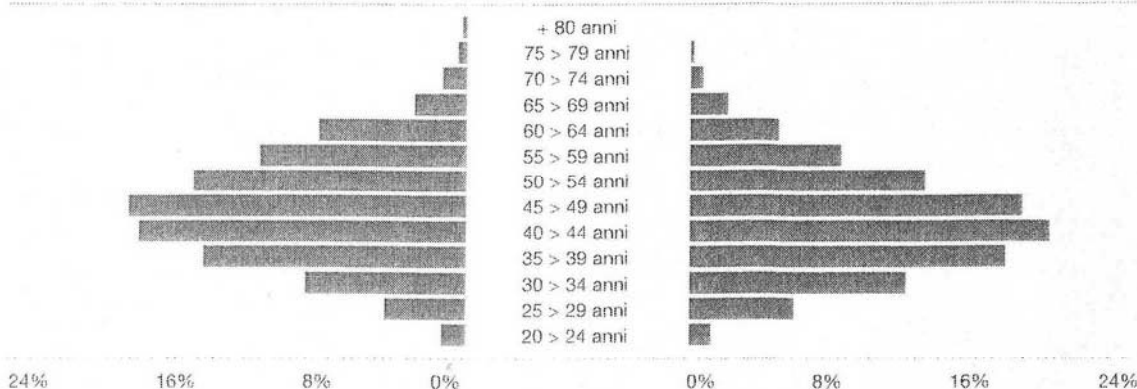 + 80 anni
75 > 79 anni
70 > 74 anni
65 > 69 anni
60 > 64 anni
55 > 59 anni
50 > 54 anni
45 > 49 anni
40 > 44 anni
35 > 39 anni
30 > 34 anni
25 > 29 anni
20 > 24 anni
24% 16% 8% 0% 0% 8% 16% 24%